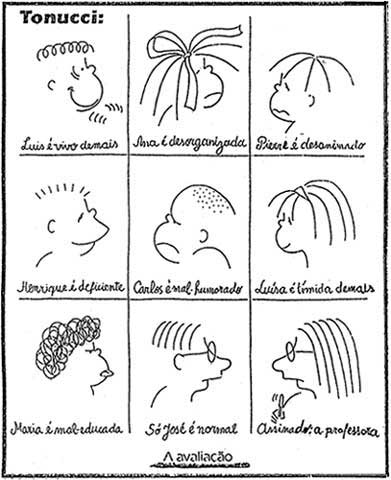 Tonucci:
Luis é vivo demais
Ana é desorganizada
Pierre é desanimado
Henrique é deficiente
Carlos é mal-humorado
Luísa é tímida demais
Maria é mal-educada
Só José é normal
Assinado: a professora
A avaliação